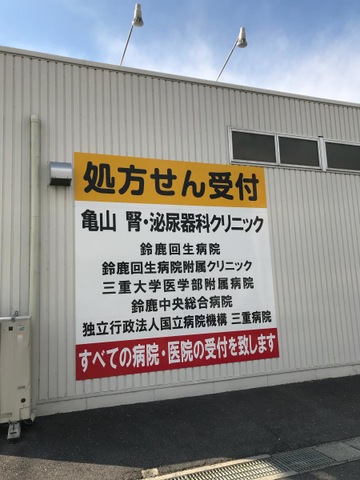 処方せん受付
亀山 腎・泌尿器科クリニック
鈴鹿回生病院
鈴鹿回生病院附属クリニック
三重大学医学部附属病院
鈴鹿中央総合病院
独立行政法人国立病院機構 三重病院
すべての病院・医院の受付を致します